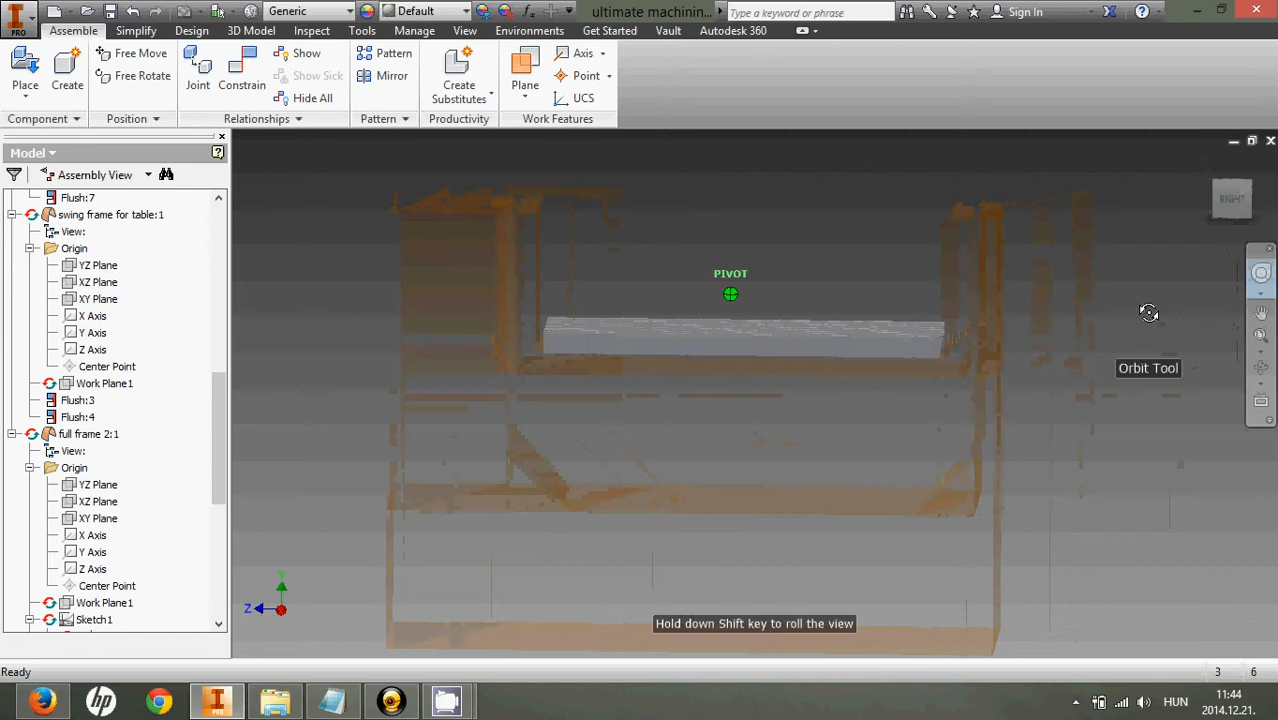 PRO
Generic
Default
ultimate machinin...
Type a keyword or phrase
Sign In
Assemble Simplify Design 3D Model Inspect Tools Manage View Environments Get Started Vault Autodesk 360
Place
Create
Free Move
Free Rotate
Joint
Constrain
Show
Show Sick
Hide All
Pattern
Mirror
Create Substitutes
Plane
Axis
Point
UCS
Component Position Relationships Pattern Productivity Work Features
Model
Assembly View
Flush:7
swing frame for table:1
View:
Origin
YZ Plane
XZ Plane
XY Plane
X Axis
Y Axis
Z Axis
Center Point
Work Plane1
Flush:3
Flush:4
full frame 2:1
View:
Origin
YZ Plane
XZ Plane
XY Plane
X Axis
Y Axis
Z Axis
Center Point
Work Plane1
Sketch1
RIGHT
PIVOT
Orbit Tool
Y
Z
Hold down Shift key to roll the view
Ready
3 6
HUN
11:44
2014.12.21.